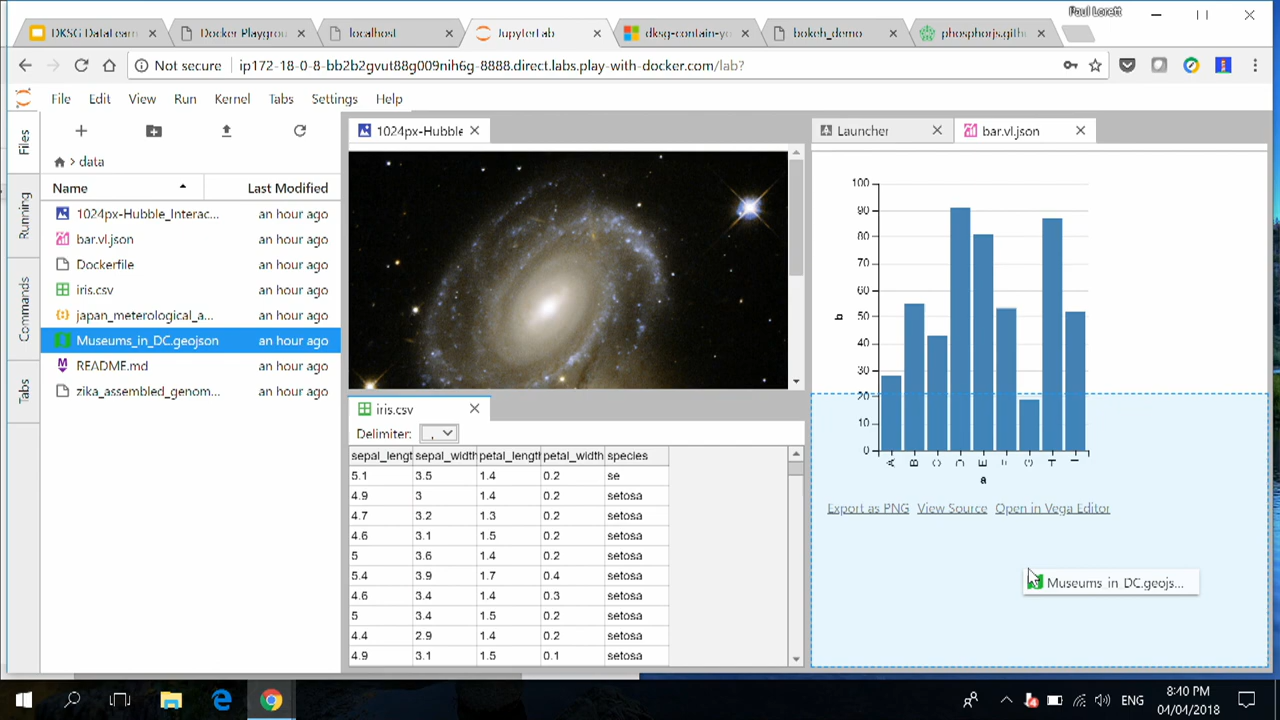 Paul Lorett
DKSG DataLearn
Docker Playgrou
localhost
JupyterLab
dksg-contain-yo
bokeh_demo
phosphorjs.gith
Not secure
ip172-18-0-8-bb2b2gvut88g009nih6g-8888.direct.labs.play-with-docker.com/lab?
File Edit View Run Kernel Tabs Settings Help
Files
Running
Commands
Tabs
data
Name Last Modified
1024px-Hubble_Interac... an hour ago
bar.vl.json an hour ago
Dockerfile an hour ago
iris.csv an hour ago
japan_meterological_a... an hour ago
Museums_in_DC.geojson an hour ago
README.md an hour ago
zika_assembled_genom... an hour ago
1024px-Hubble
iris.csv
Delimiter: ,
sepal_lengt sepal_width petal_lengt petal_width species
5.1 3.5 1.4 0.2 se
4.9 3 1.4 0.2 setosa
4.7 3.2 1.3 0.2 setosa
4.6 3.1 1.5 0.2 setosa
5 3.6 1.4 0.2 setosa
5.4 3.9 1.7 0.4 setosa
4.6 3.4 1.4 0.3 setosa
5 3.4 1.5 0.2 setosa
4.4 2.9 1.4 0.2 setosa
4.9 3.1 1.5 0.1 setosa
Launcher
bar.vl.json
100
90
80
70
60
50
40
30
20
10
0
b
A B C D E F G H I
a
Export as PNG View Source Open in Vega Editor
Museums_in_DC.geojs...
ENG
8:40 PM
04/04/2018